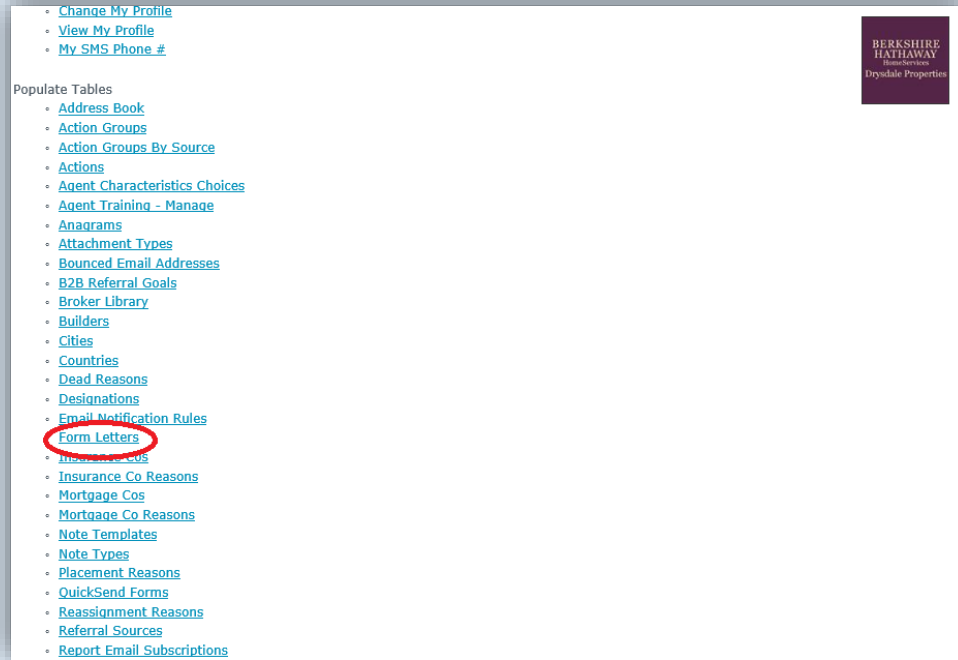 Change My Profile
View My Profile
My SMS Phone #
BERKSHIRE
HATHAWAY
HomeServices
Drysdale Properties
Populate Tables
Address Book
Action Groups
Action Groups By Source
Actions
Agent Characteristics Choices
Agent Training - Manage
Anagrams
Attachment Types
Bounced Email Addresses
B2B Referral Goals
Broker Library
Builders
Cities
Countries
Dead Reasons
Designations
Email Notification Rules
Form Letters
Insurance Cos
Insurance Co Reasons
Mortgage Cos
Mortgage Co Reasons
Note Templates
Note Types
Placement Reasons
QuickSend Forms
Reassignment Reasons
Referral Sources
Report Email Subscriptions